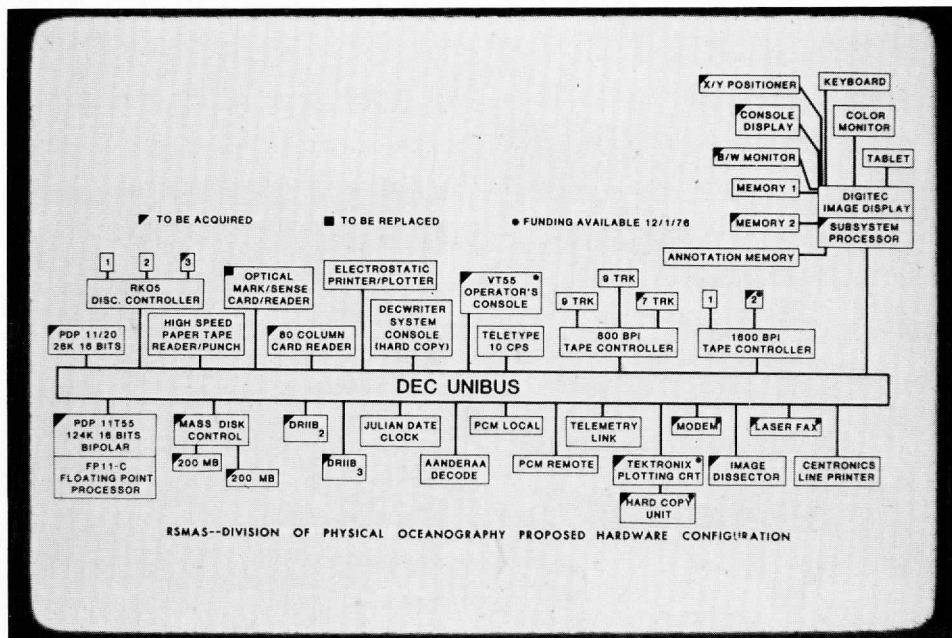 X/Y POSITIONER
KEYBOARD
CONSOLE
DISPLAY
COLOR
MONITOR
B/W MONITOR
TABLET
MEMORY 1
DIGITEC
IMAGE DISPLAY
MEMORY 2
SUBSYSTEM
PROCESSOR
ANNOTATION MEMORY
TO BE ACQUIRED
TO BE REPLACED
FUNDING AVAILABLE 12/1/76
1
2
3
RK05
DISC. CONTROLLER
OPTICAL
MARK/SENSE
CARD/READER
ELECTROSTATIC
PRINTER/PLOTTER
VT55
OPERATOR'S
CONSOLE
9 TRK
9 TRK
7 TRK
1
2
PDP 11/20
28K 16 BITS
HIGH SPEED
PAPER TAPE
READER/PUNCH
80 COLUMN
CARD READER
DECWRITER
SYSTEM
CONSOLE
(HARD COPY)
TELETYPE
10 CPS
800 BPI
TAPE CONTROLLER
1600 BPI
TAPE CONTROLLER
DEC UNIBUS
PDP 11T55
124K 16 BITS
BIPOLAR
FP11-C
FLOATING POINT
PROCESSOR
MASS DISK
CONTROL
200 MB
200 MB
DRIIB 2
DRIIB 3
JULIAN DATE
CLOCK
AANDERAA
DECODE
PCM LOCAL
PCM REMOTE
TELEMETRY
LINK
MODEM
TEKTRONIX
PLOTTING CRT
HARD COPY
UNIT
IMAGE
DISSECTOR
LASER FAX
CENTRONICS
LINE PRINTER
RSMAS--DIVISION OF PHYSICAL OCEANOGRAPHY PROPOSED HARDWARE CONFIGURATION